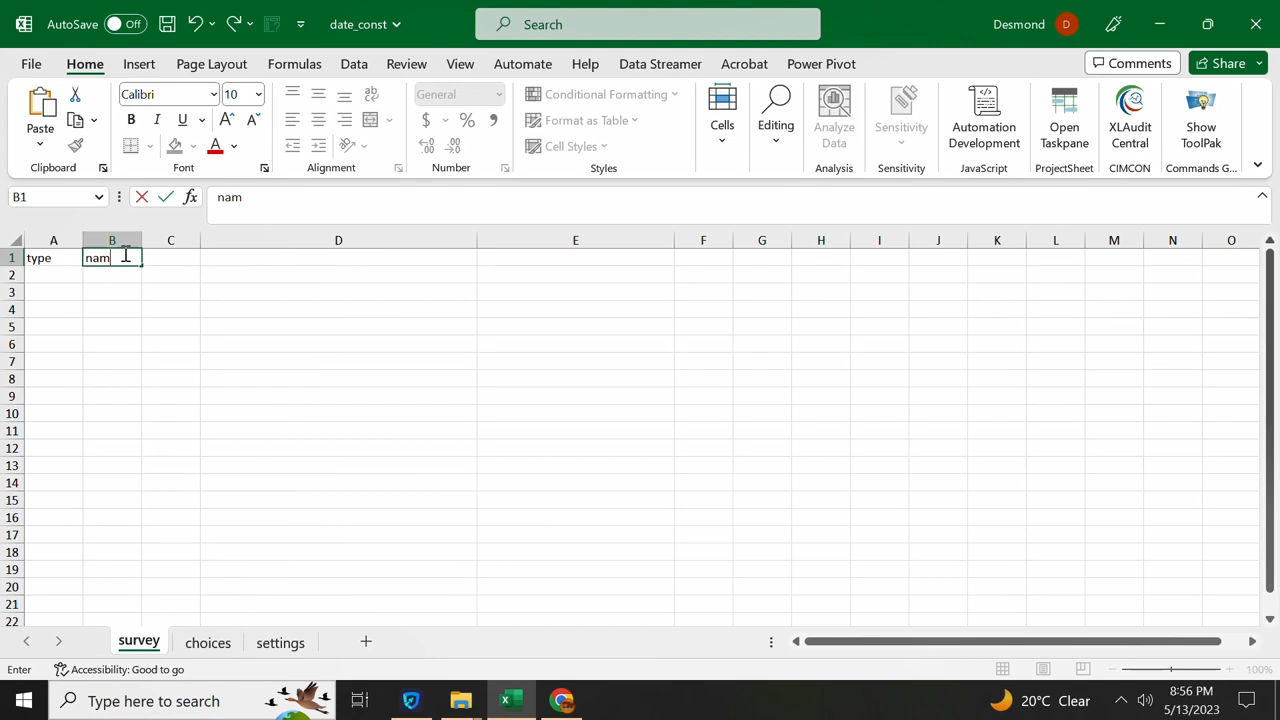 AutoSave Off date_const Search Desmond D
File Home Insert Page Layout Formulas Data Review View Automate Help Data Streamer Acrobat Power Pivot Comments Share
Paste Calibri 10 B I U A A A ab General $ % Conditional Formatting Format as Table Cell Styles Cells Editing Analyze Data Sensitivity Automation Development Open Taskpane XLAudit Central Show ToolPak
Clipboard Font Alignment Number Styles Analysis Sensitivity JavaScript ProjectSheet CIMCON Commands G...
B1 fx nam
A B C D E F G H I J K L M N O
1 type nam
2
3
4
5
6
7
8
9
10
11
12
13
14
15
16
17
18
19
20
21
22
survey choices settings
Enter Accessibility: Good to go 100%
Type here to search 20°C Clear 8:56 PM
5/13/2023